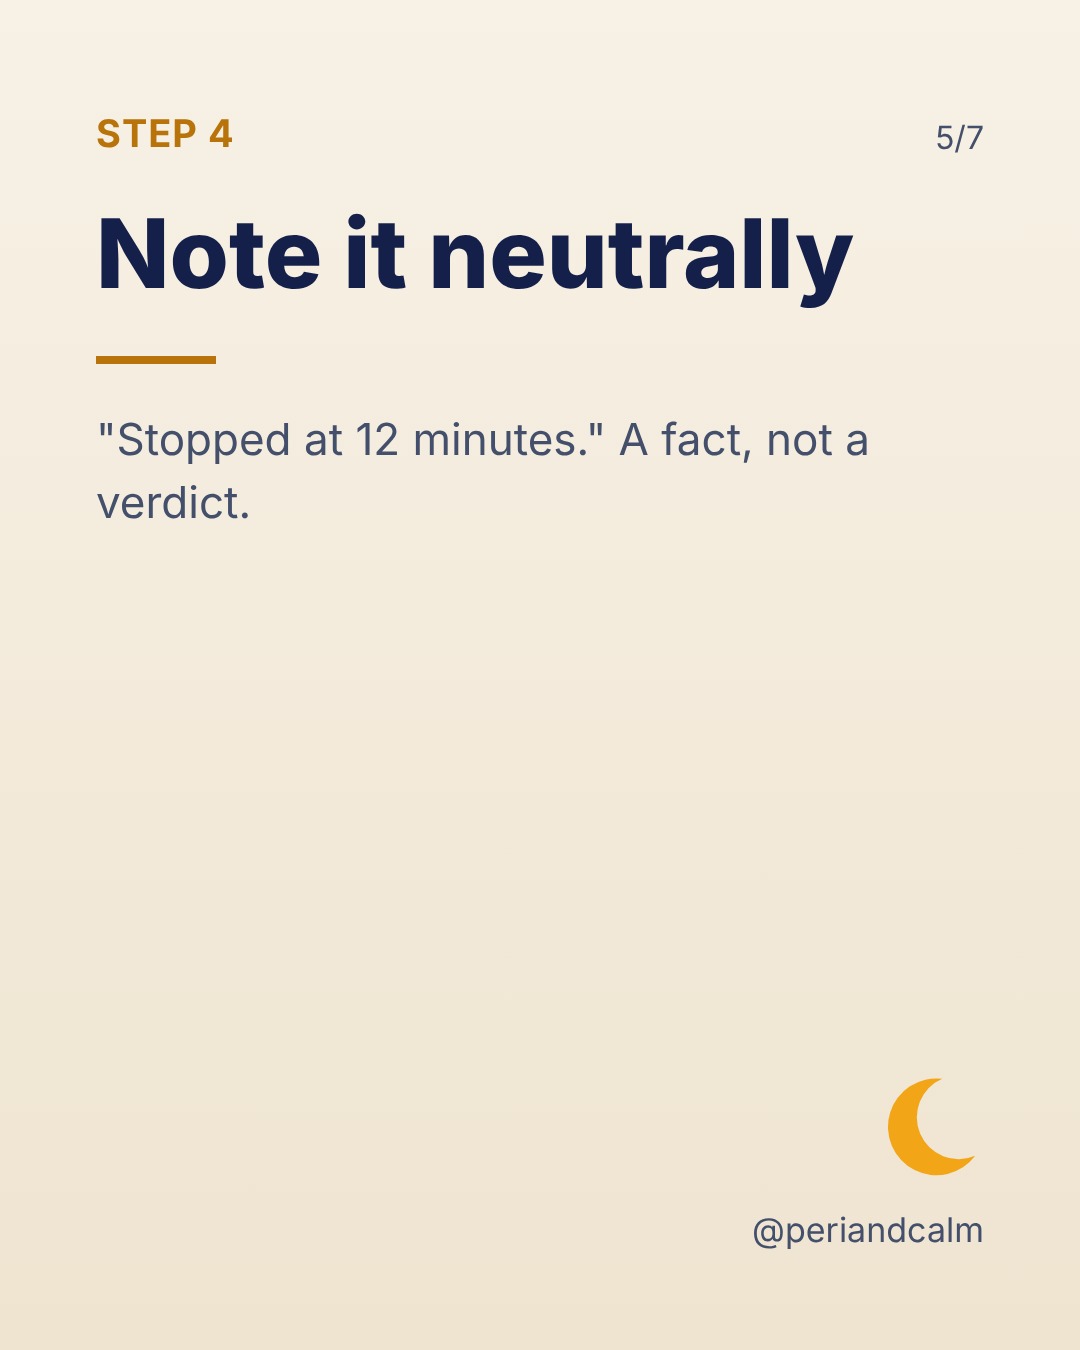 STEP 4
5/7
Note it neutrally
"Stopped at 12 minutes." A fact, not a
verdict.
@periandcalm